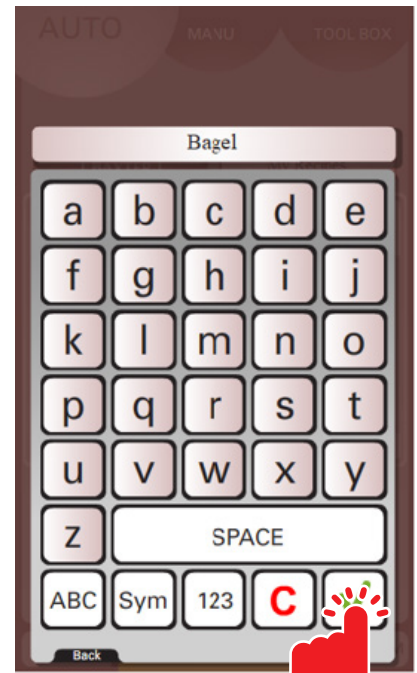 AUTO MANU TOOL BOX
Bagel
a b c d e
f g h i j
k l m n o
p q r s t
u v w x y
z SPACE
ABC Sym 123 C
Back